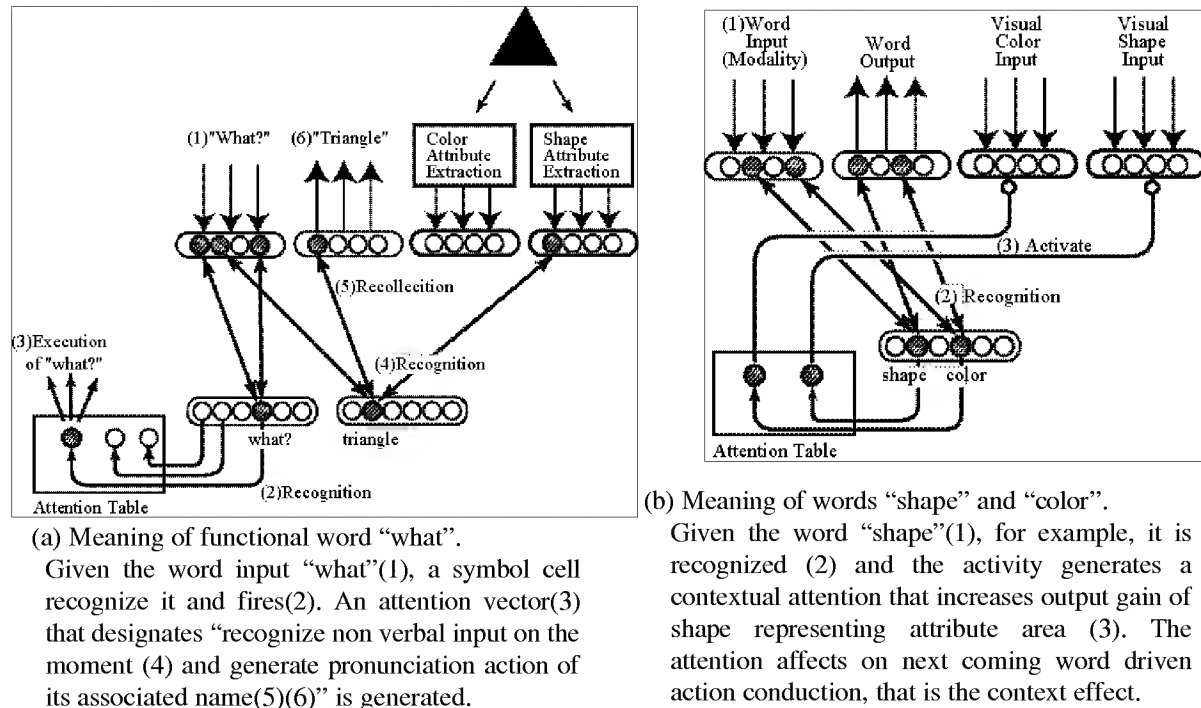 (1)"What?"
(6)"Triangle"
Color
Attribute
Extraction
Shape
Attribute
Extraction
(5)Recollecition
(3)Execution
of "what?"
(4)Recognition
what?
triangle
(2)Recognition
Attention Table
(a) Meaning of functional word “what”.
Given the word input “what”(1), a symbol cell
recognize it and fires(2). An attention vector(3)
that designates “recognize non verbal input on the
moment (4) and generate pronunciation action of
its associated name(5)(6)” is generated.
(1)Word
Input
(Modality)
Word
Output
Visual
Color
Input
Visual
Shape
Input
(3) Activate
(2) Recognition
shape
color
Attention Table
(b) Meaning of words “shape” and “color”.
Given the word “shape”(1), for example, it is
recognized (2) and the activity generates a
contextual attention that increases output gain of
shape representing attribute area (3). The
attention affects on next coming word driven
action conduction, that is the context effect.